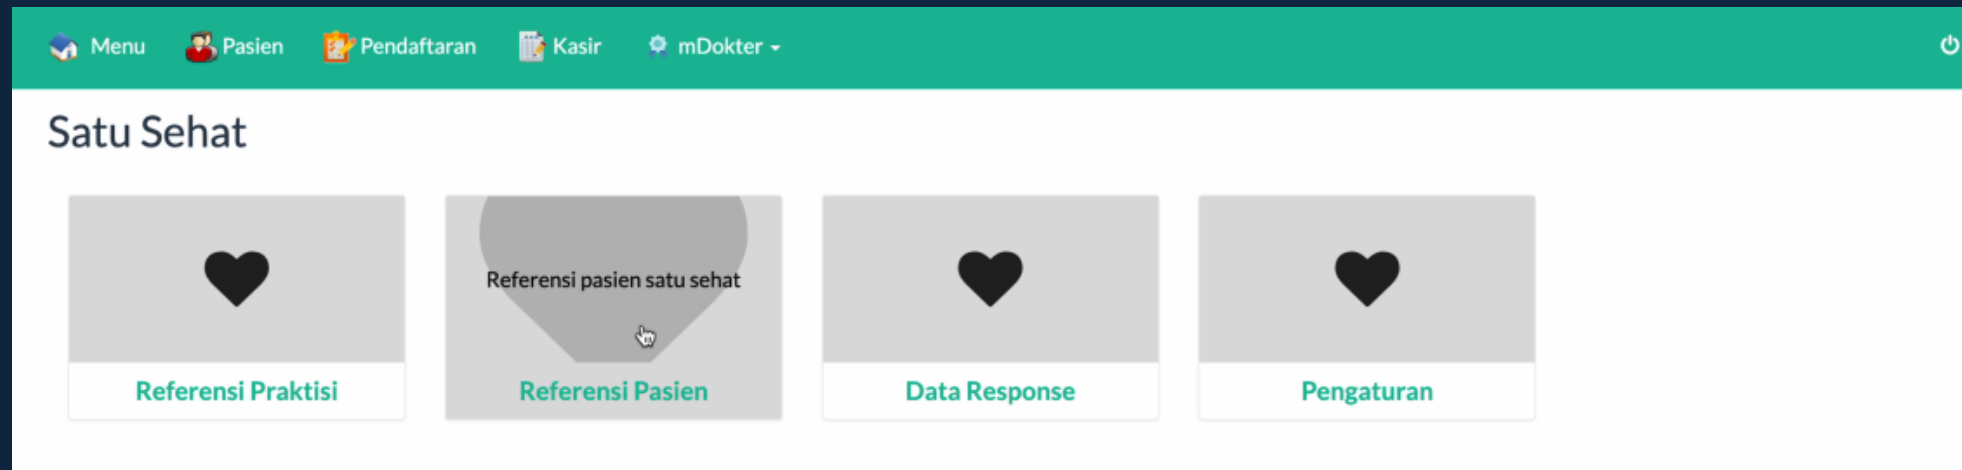 Menu Pasien Pendaftaran Kasir mDokter
Satu Sehat
Referensi pasien satu sehat
Referensi Praktisi Referensi Pasien Data Response Pengaturan